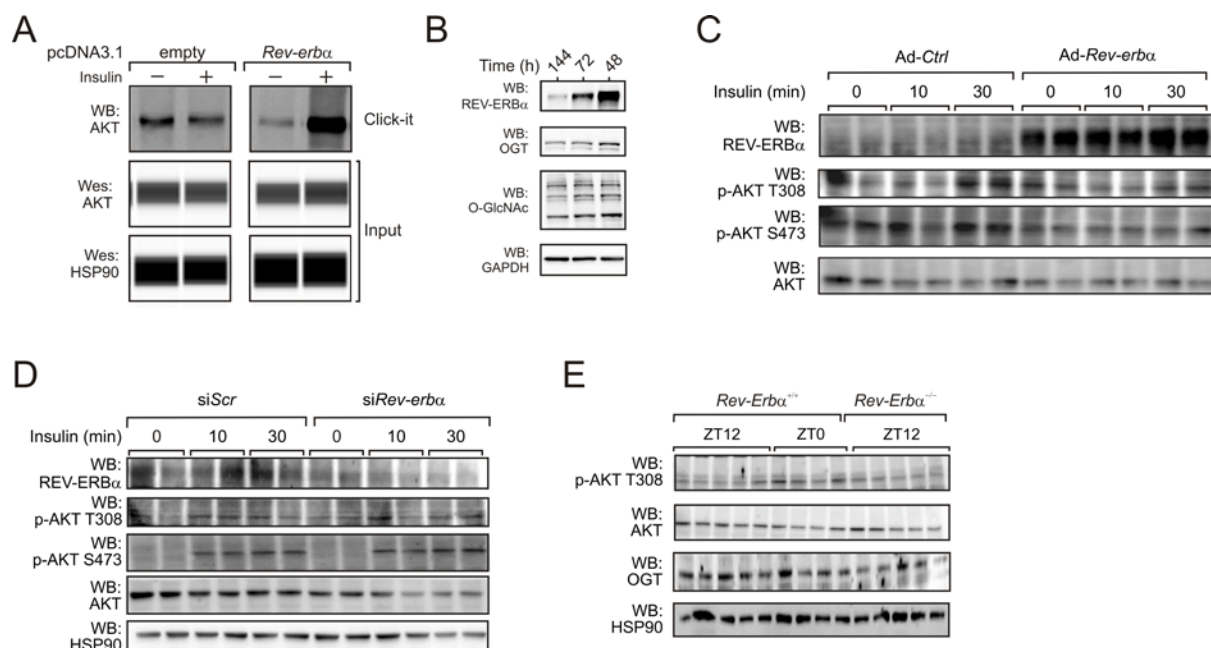 A
pcDNA3.1 empty Rev-erbα
Insulin − + − +
WB:
AKT
Click-it
Wes:
AKT
Input
Wes:
HSP90
B
Time (h) 144 72 48
WB:
REV-ERBα
WB:
OGT
WB:
O-GlcNAc
WB:
GAPDH
C
Ad-Ctrl Ad-Rev-erbα
Insulin (min) 0 10 30 0 10 30
WB:
REV-ERBα
WB:
p-AKT T308
WB:
p-AKT S473
WB:
AKT
D
siScr siRev-erbα
Insulin (min) 0 10 30 0 10 30
WB:
REV-ERBα
WB:
p-AKT T308
WB:
p-AKT S473
WB:
AKT
WB:
HSP90
E
Rev-Erbα+/+ Rev-Erbα-/-
ZT12 ZT0 ZT12
WB:
p-AKT T308
WB:
AKT
WB:
OGT
WB:
HSP90